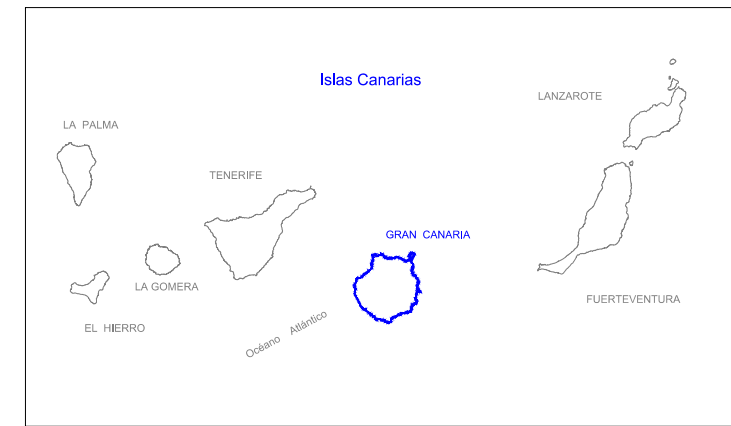 Islas Canarias
LANZAROTE
LA PALMA
TENERIFE
GRAN CANARIA
LA GOMERA
FUERTEVENTURA
EL HIERRO
Océano Atlántico